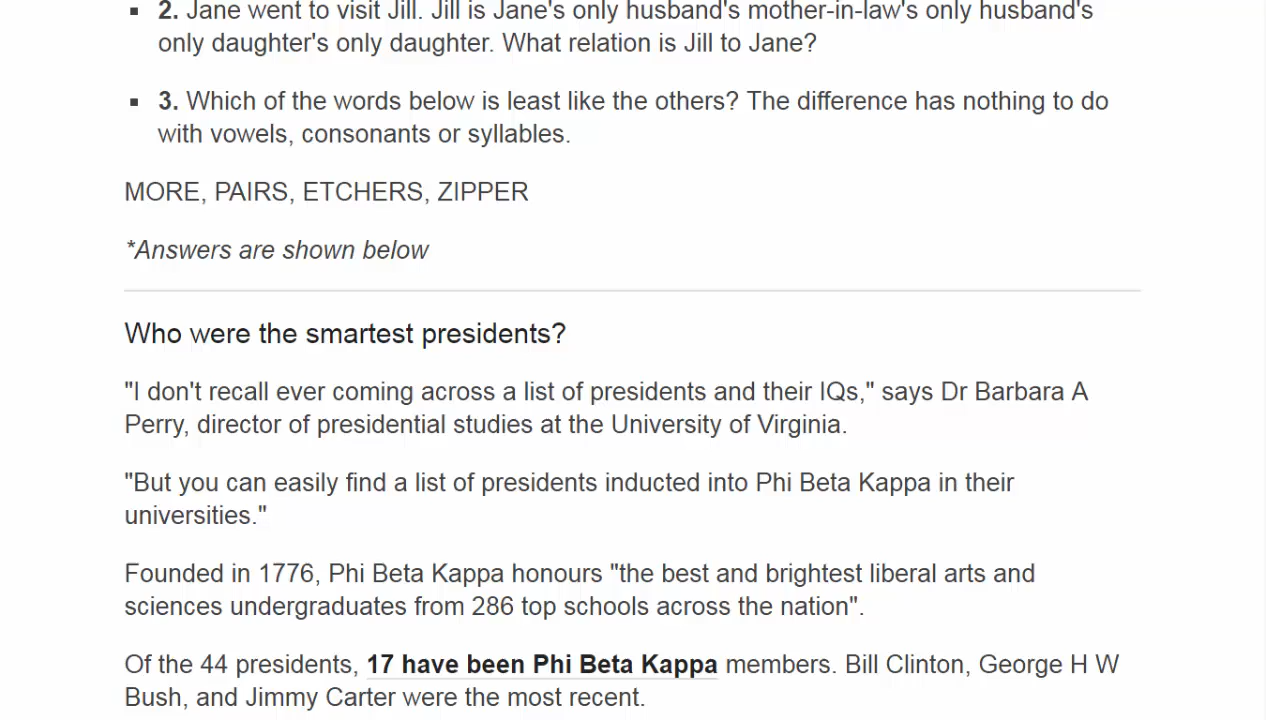 ▪ 2. Jane went to visit Jill. Jill is Jane's only husband's mother-in-law's only husband's
only daughter's only daughter. What relation is Jill to Jane?
▪ 3. Which of the words below is least like the others? The difference has nothing to do
with vowels, consonants or syllables.
MORE, PAIRS, ETCHERS, ZIPPER
*Answers are shown below
Who were the smartest presidents?
"I don't recall ever coming across a list of presidents and their IQs," says Dr Barbara A
Perry, director of presidential studies at the University of Virginia.
"But you can easily find a list of presidents inducted into Phi Beta Kappa in their
universities."
Founded in 1776, Phi Beta Kappa honours "the best and brightest liberal arts and
sciences undergraduates from 286 top schools across the nation".
Of the 44 presidents, 17 have been Phi Beta Kappa members. Bill Clinton, George H W
Bush, and Jimmy Carter were the most recent.